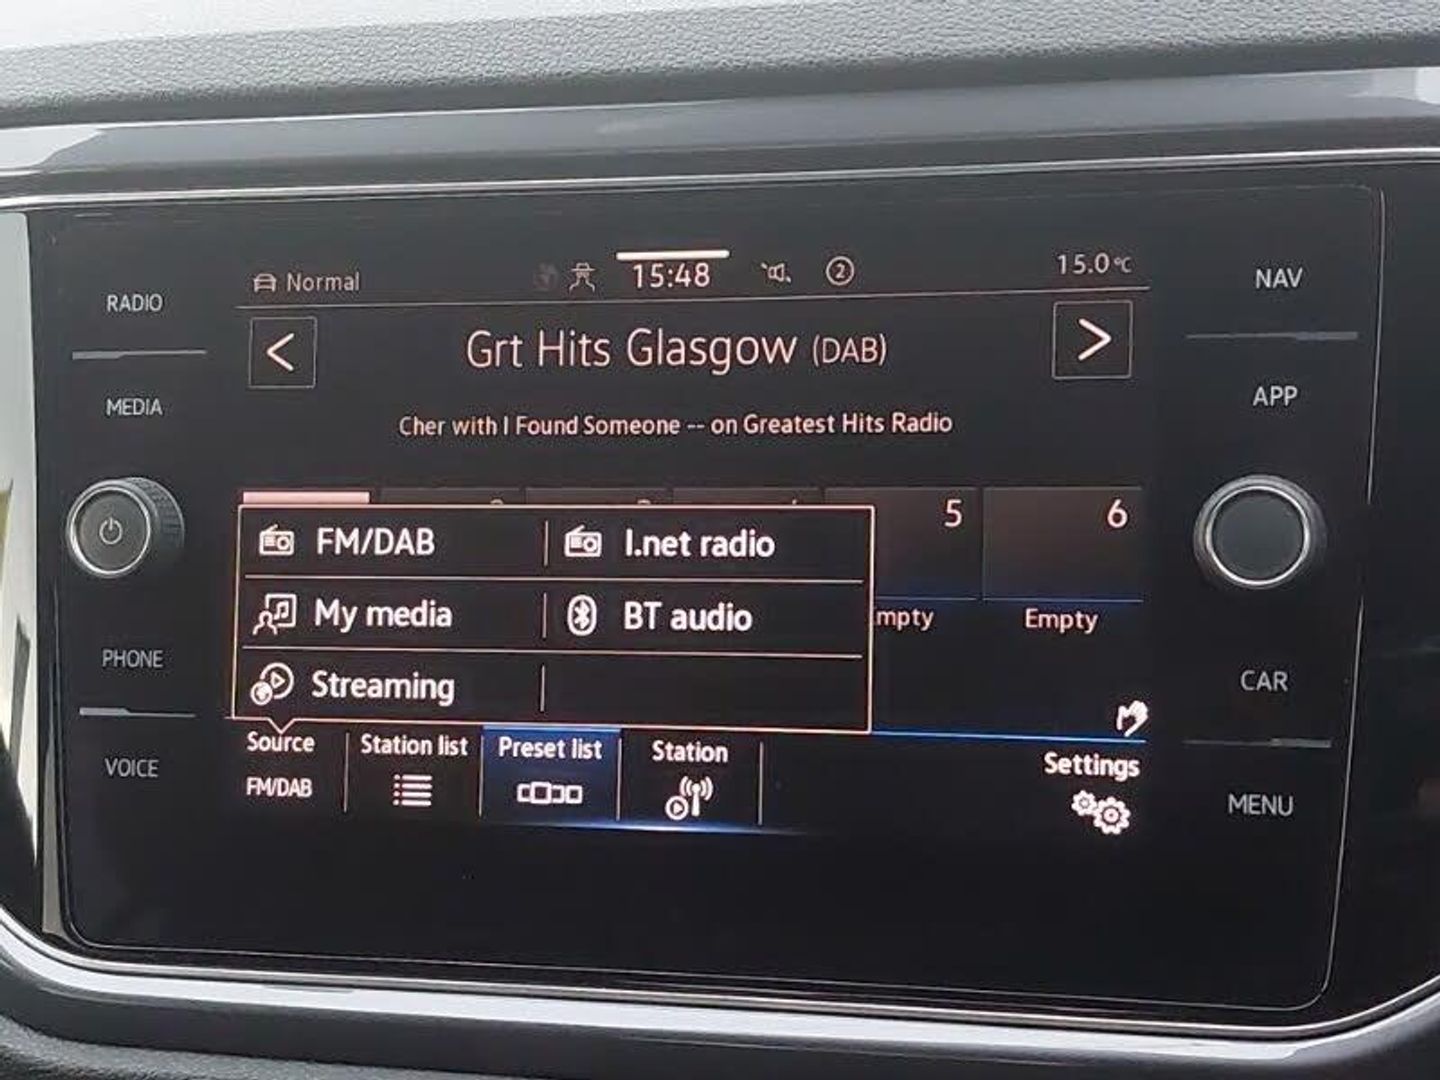 RADIO
MEDIA
PHONE
VOICE
Normal
15:48
2
15.0°C
< Grt Hits Glasgow (DAB) >
Cher with I Found Someone -- on Greatest Hits Radio
5
6
FM/DAB
I.net radio
My media
BT audio
Streaming
mpty
Empty
Source
FM/DAB
Station list
Preset list
Station
Settings
NAV
APP
CAR
MENU